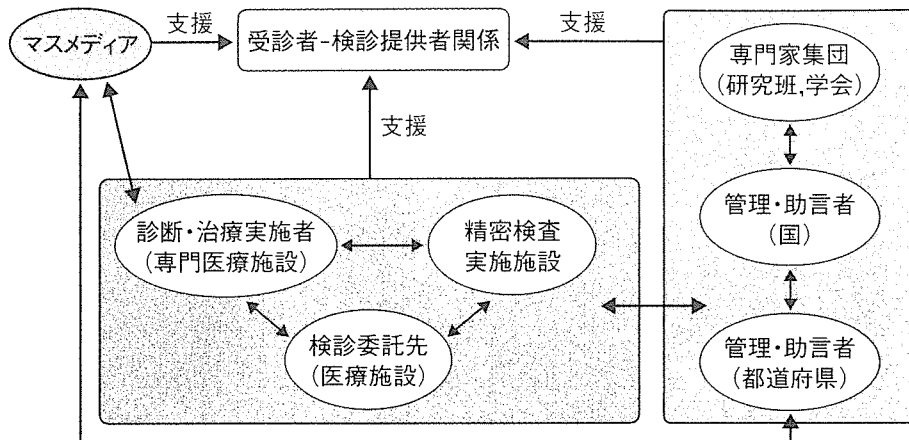 支援
マスメディア
受診者-検診提供者関係
支援
専門家集団
(研究班,学会)
支援
診断・治療実施者
(専門医療施設)
精密検査
実施施設
管理・助言者
(国)
検診委託先
(医療施設)
管理・助言者
(都道府県)